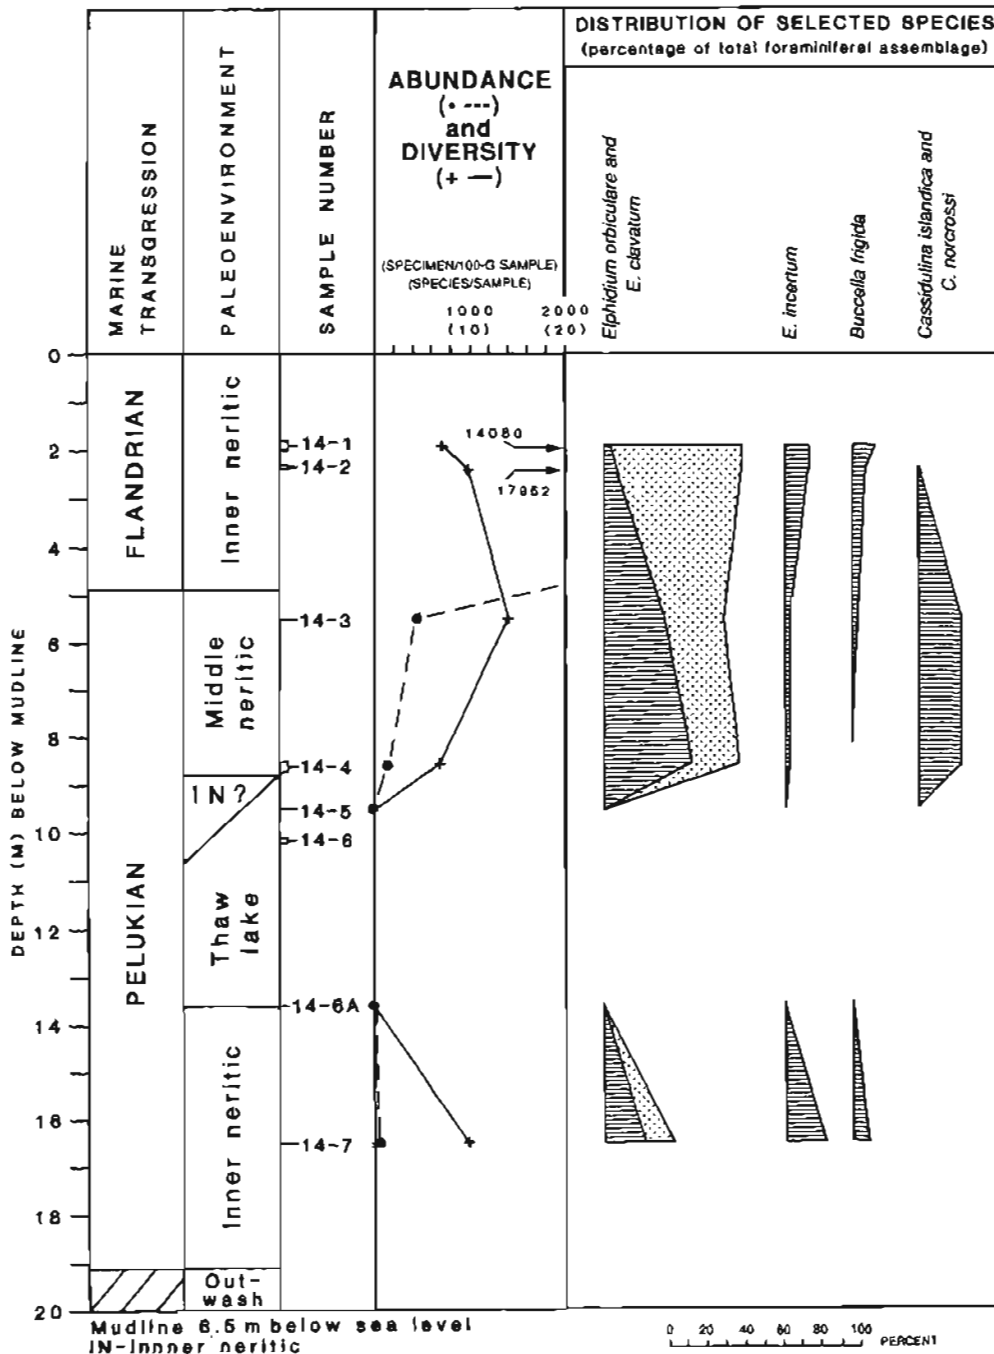 DISTRIBUTION OF SELECTED SPECIES
(percentage of total foraminiferal assemblage)
MARINE
TRANSGRESSION
PALEOENVIRONMENT
SAMPLE NUMBER
ABUNDANCE
(• ---)
and
DIVERSITY
(+ —)
(SPECIMEN/100-G SAMPLE)
(SPECIES/SAMPLE)
1000
(10)
2000
(20)
Elphidium orbiculare and
E. clavatum
E. incertum
Buccella frigida
Cassidulina islandica and
C. norcrossi
DEPTH (M) BELOW MUDLINE
0
2
4
6
8
10
12
14
16
18
20
FLANDRIAN
PELUKIAN
Inner neritic
Middle
neritic
IN?
Thaw
lake
Inner neritic
Out-
wash
14-1
14-2
14-3
14-4
14-5
14-6
14-6A
14-7
14080
17952
Mudline 6.5 m below sea level
IN-Innner neritic
0 20 40 60 80 100 PERCENT